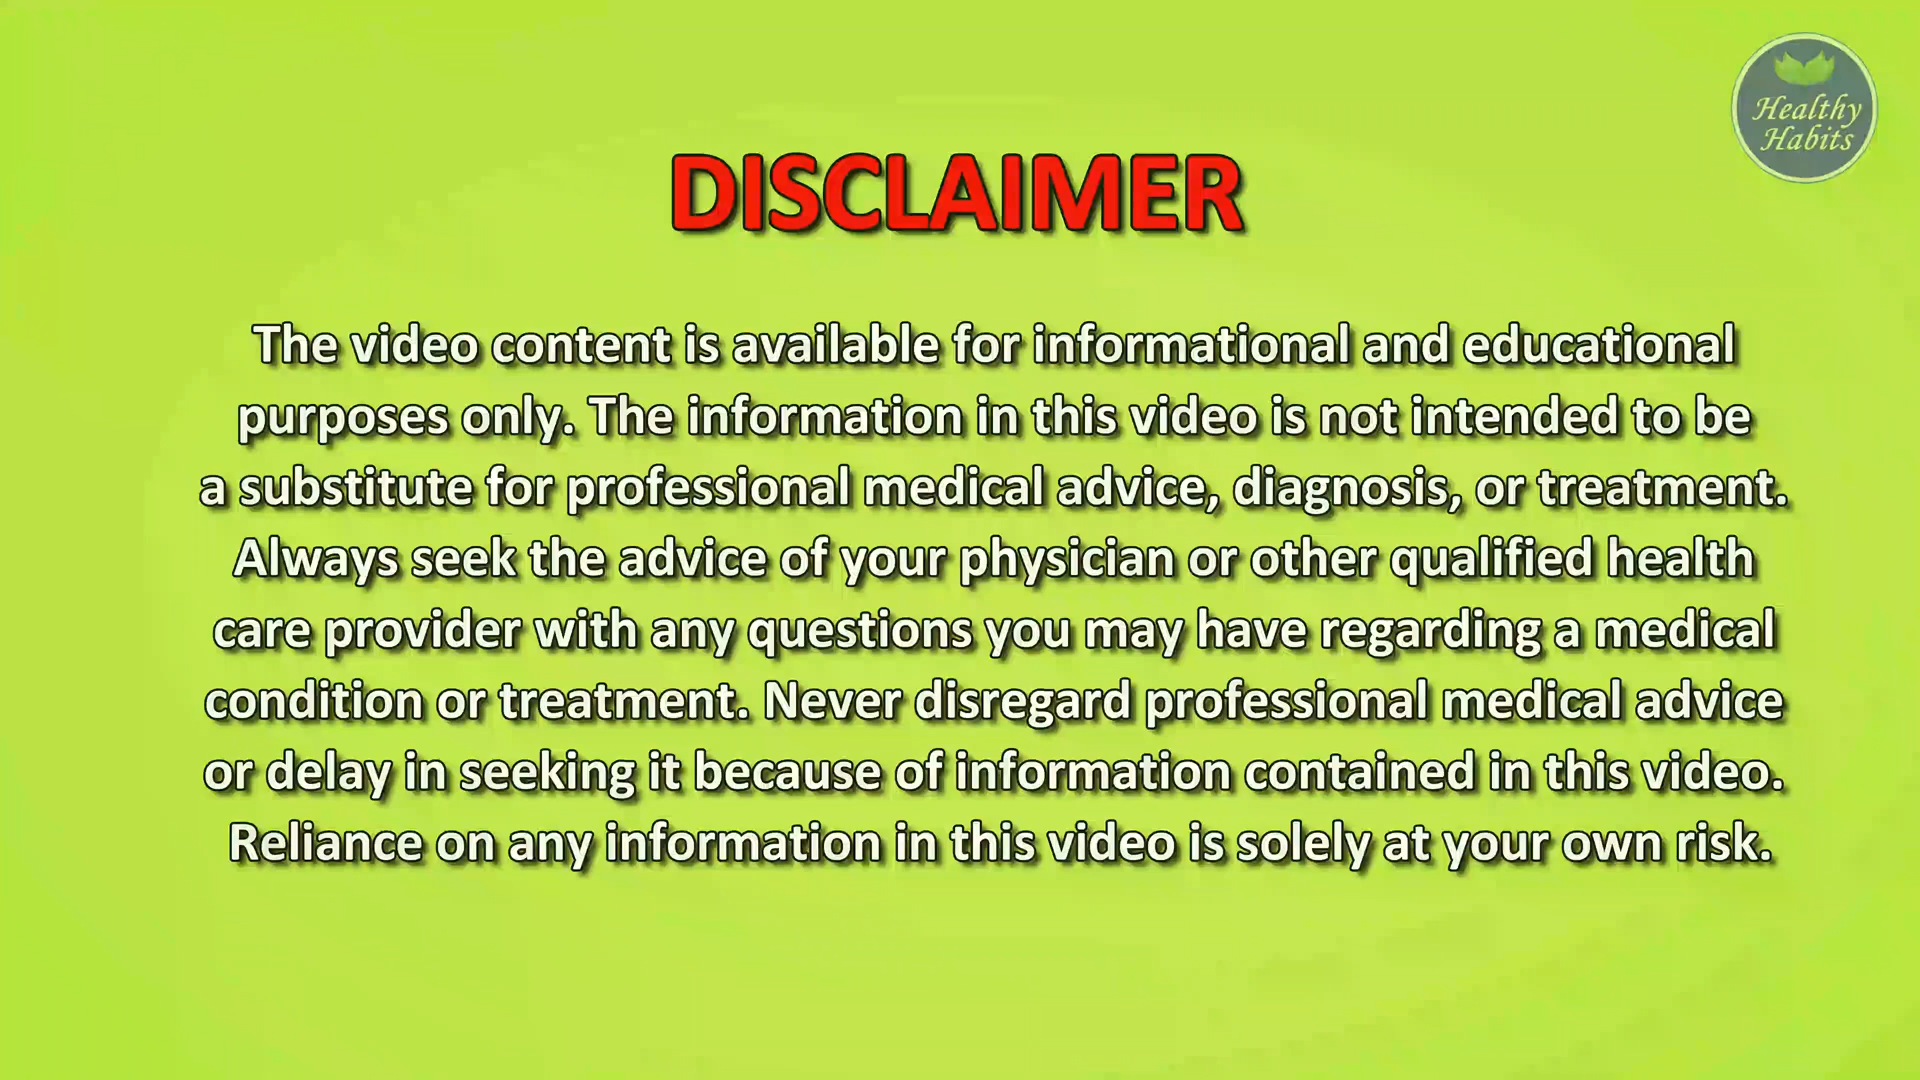 Healthy
Habits
DISCLAIMER
The video content is available for informational and educational
purposes only. The information in this video is not intended to be
a substitute for professional medical advice, diagnosis, or treatment.
Always seek the advice of your physician or other qualified health
care provider with any questions you may have regarding a medical
condition or treatment. Never disregard professional medical advice
or delay in seeking it because of information contained in this video.
Reliance on any information in this video is solely at your own risk.